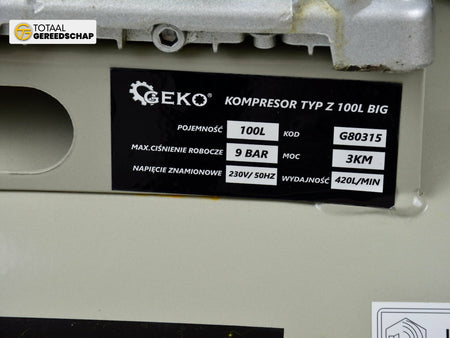 TOTAAL
GEREEDSCHAP
GEKO® KOMPRESOR TYP Z 100L BIG
POJEMNOŚĆ 100L KOD G80315
MAX.CIŚNIENIE ROBOCZE 9 BAR MOC 3KM
NAPIĘCIE ZNAMIONOWE 230V/ 50HZ WYDAJNOŚĆ 420L/MIN